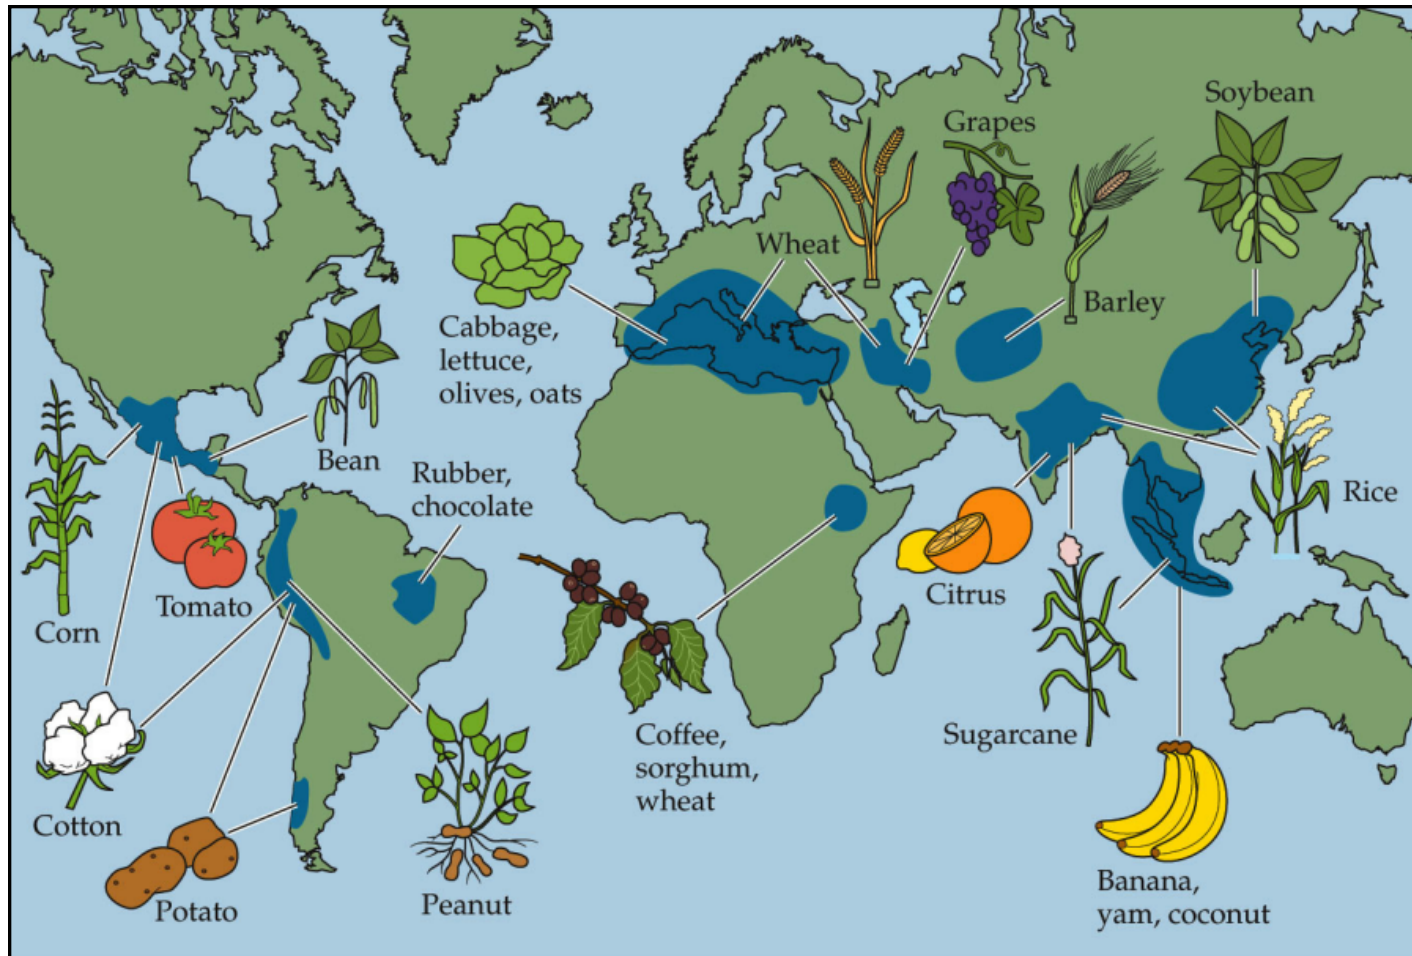 Soybean
Grapes
Wheat
Barley
Cabbage,
lettuce,
olives, oats
Bean
Rubber,
chocolate
Rice
Citrus
Tomato
Corn
Coffee,
sorghum,
wheat
Sugarcane
Cotton
Peanut
Potato
Banana,
yam, coconut